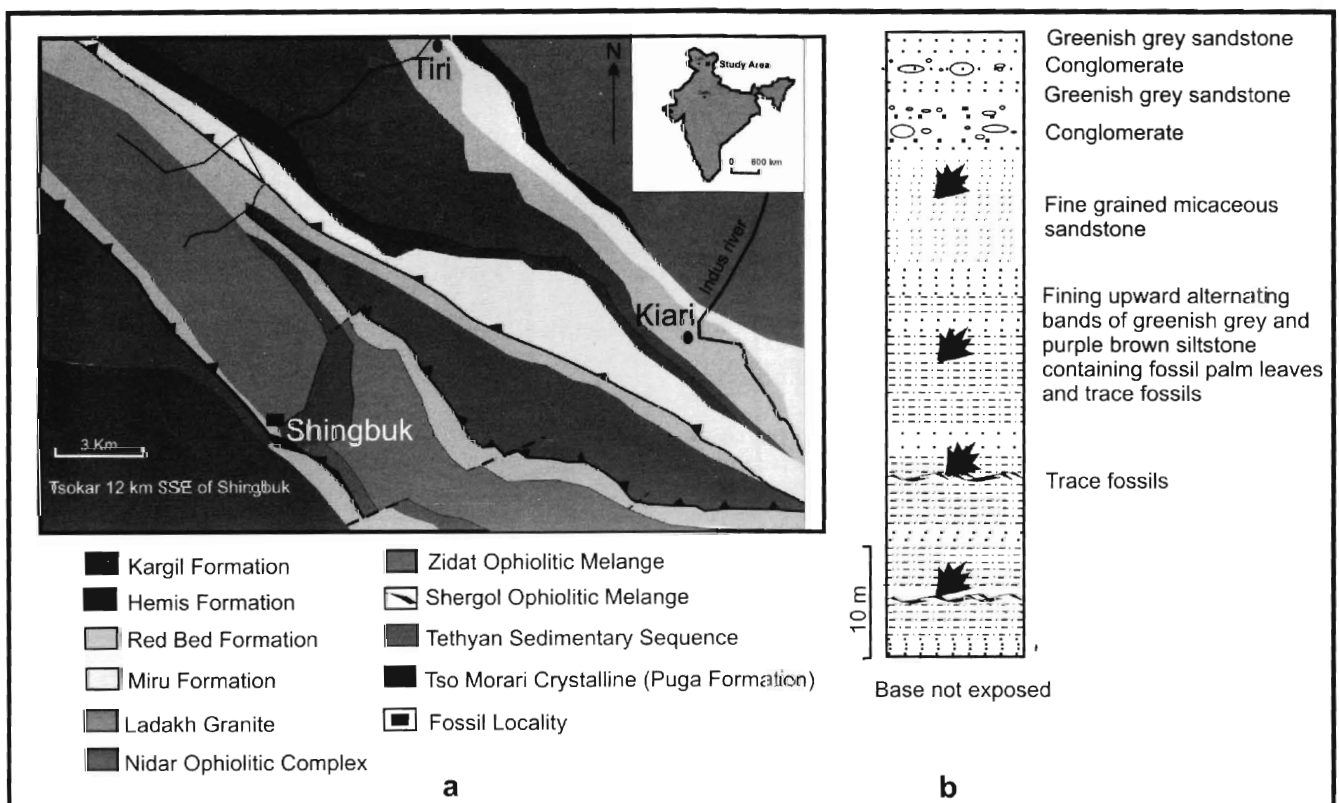 Tiri
N
Study Area
0 600 km
Indus river
Kiari
Shingbuk
3 Km
Tsokar 12 km SSE of Shingbuk
Kargil Formation
Hemis Formation
Red Bed Formation
Miru Formation
Ladakh Granite
Nidar Ophiolitic Complex
Zidat Ophiolitic Melange
Shergol Ophiolitic Melange
Tethyan Sedimentary Sequence
Tso Morari Crystalline (Puga Formation)
Fossil Locality
a
Greenish grey sandstone
Conglomerate
Greenish grey sandstone
Conglomerate
Fine grained micaceous
sandstone
Fining upward alternating
bands of greenish grey and
purple brown siltstone
containing fossil palm leaves
and trace fossils
Trace fossils
10 m
Base not exposed
b